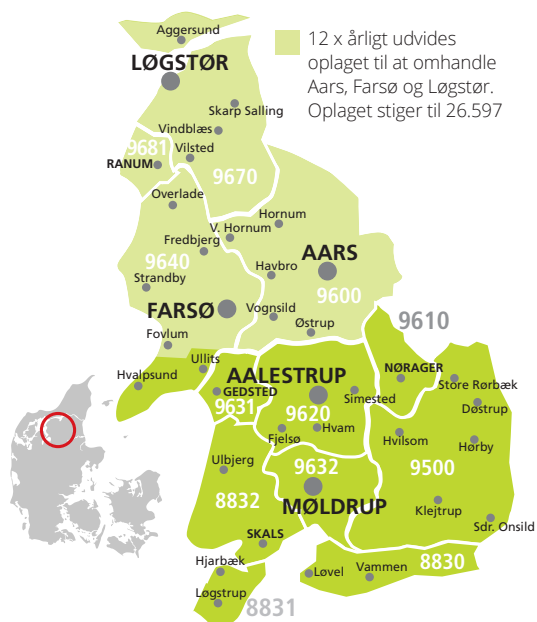 Aggersund
LØGSTØR
12 x årligt udvides
oplaget til at omhandle
Aars, Farsø og Løgstør.
Oplaget stiger til 26.597
Skarp Salling
Vindblæs
9681
Vilsted
RANUM
9670
Overlade
Hornum
V. Hornum
Fredbjerg
AARS
9640
Havbro
Strandby
9600
FARSØ
Vognsild
9610
Østrup
Fovlum
Ullits
NØRAGER
Hvalpsund
AALESTRUP
Store Rørbæk
GEDSTED
Simested
9631
Døstrup
9620
Fjelsø
Hvam
Hvilsom
Hørby
Ulbjerg
9632
9500
8832
MØLDRUP
Klejtrup
Sdr. Onsild
SKALS
Hjarbæk
Løvel
Vammen
8830
Løgstrup
8831